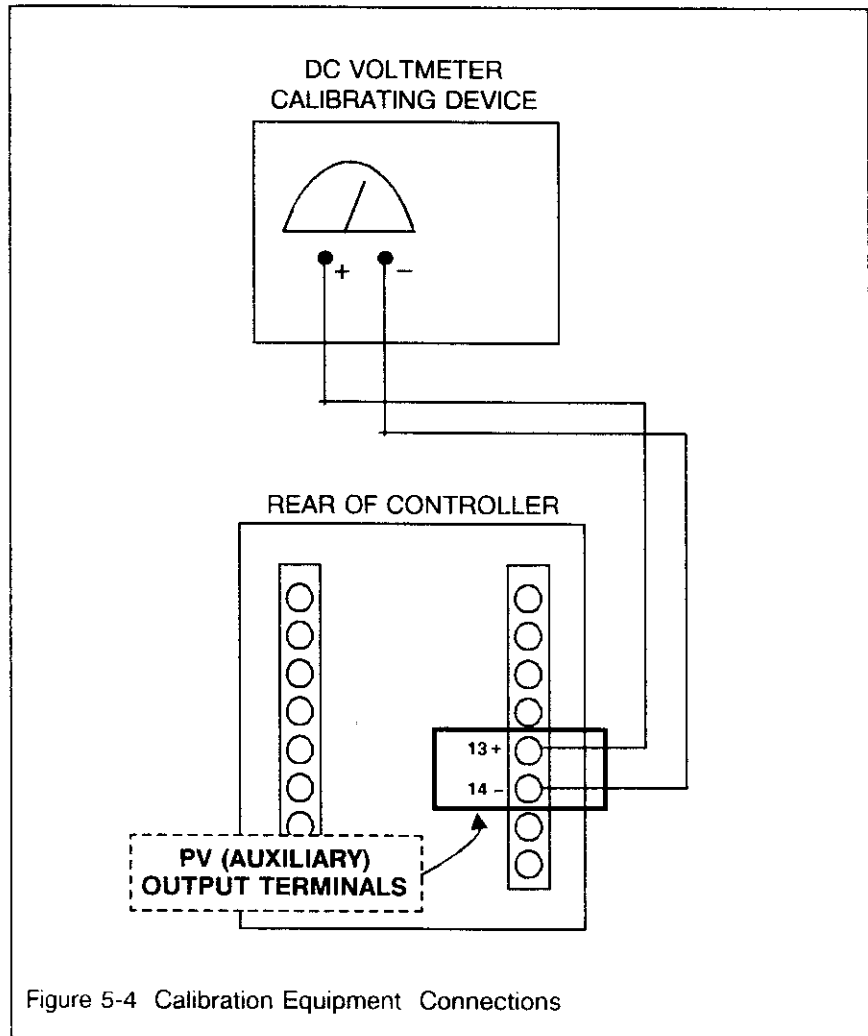 DC VOLTMETER
CALIBRATING DEVICE
+ −
REAR OF CONTROLLER
13 +
14 −
PV (AUXILIARY)
OUTPUT TERMINALS
Figure 5-4 Calibration Equipment Connections